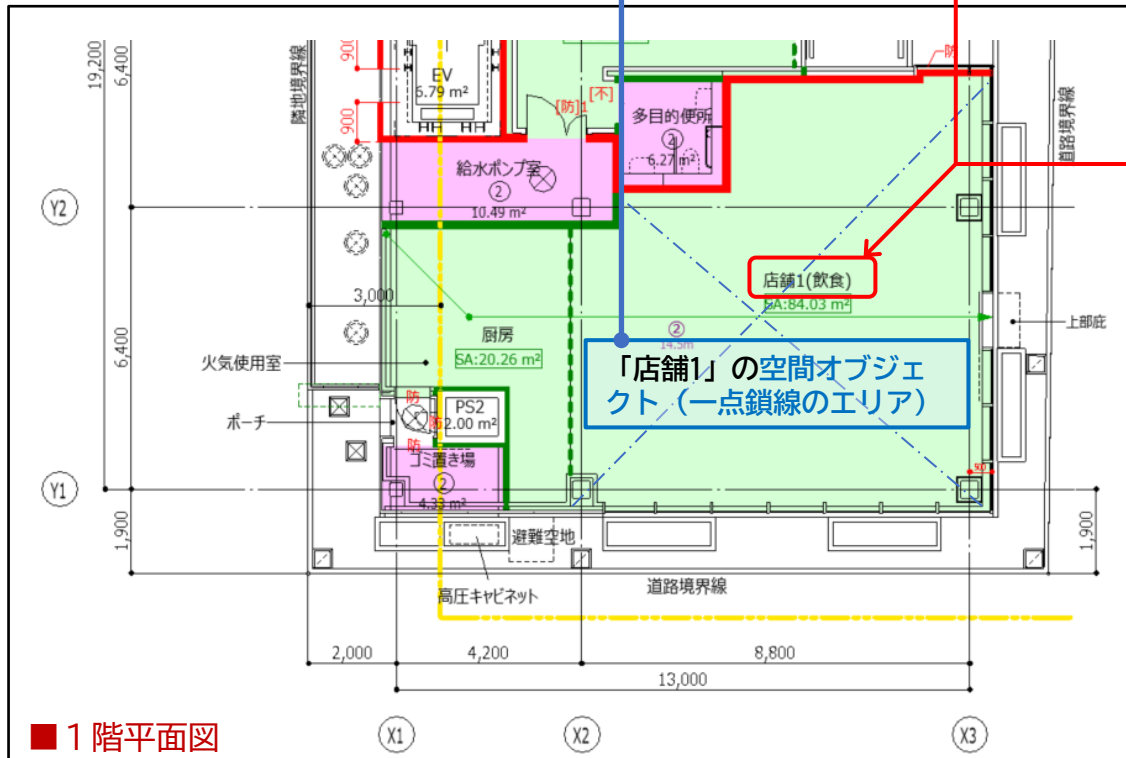 19,200
6,400
隣地境界線
900
EV
6.79 m²
900
[防]1
[不]
防
多目的便所
②
6.27 m²
道路境界線
給水ポンプ室
②
10.49 m²
Y2
店舗1(飲食)
SA:84.03 m²
3,000
上部庇
厨房
SA:20.26 m²
②
14.5m
「店舗1」の空間オブジェ
クト（一点鎖線のエリア）
6,400
火気使用室
防
PS2
2.00 m²
防
ポーチ
防
ゴミ置き場
②
4.33 m²
900
Y1
1,900
避難空地
1,900
高圧キャビネット
道路境界線
2,000
4,200
8,800
13,000
■１階平面図
X1
X2
X3